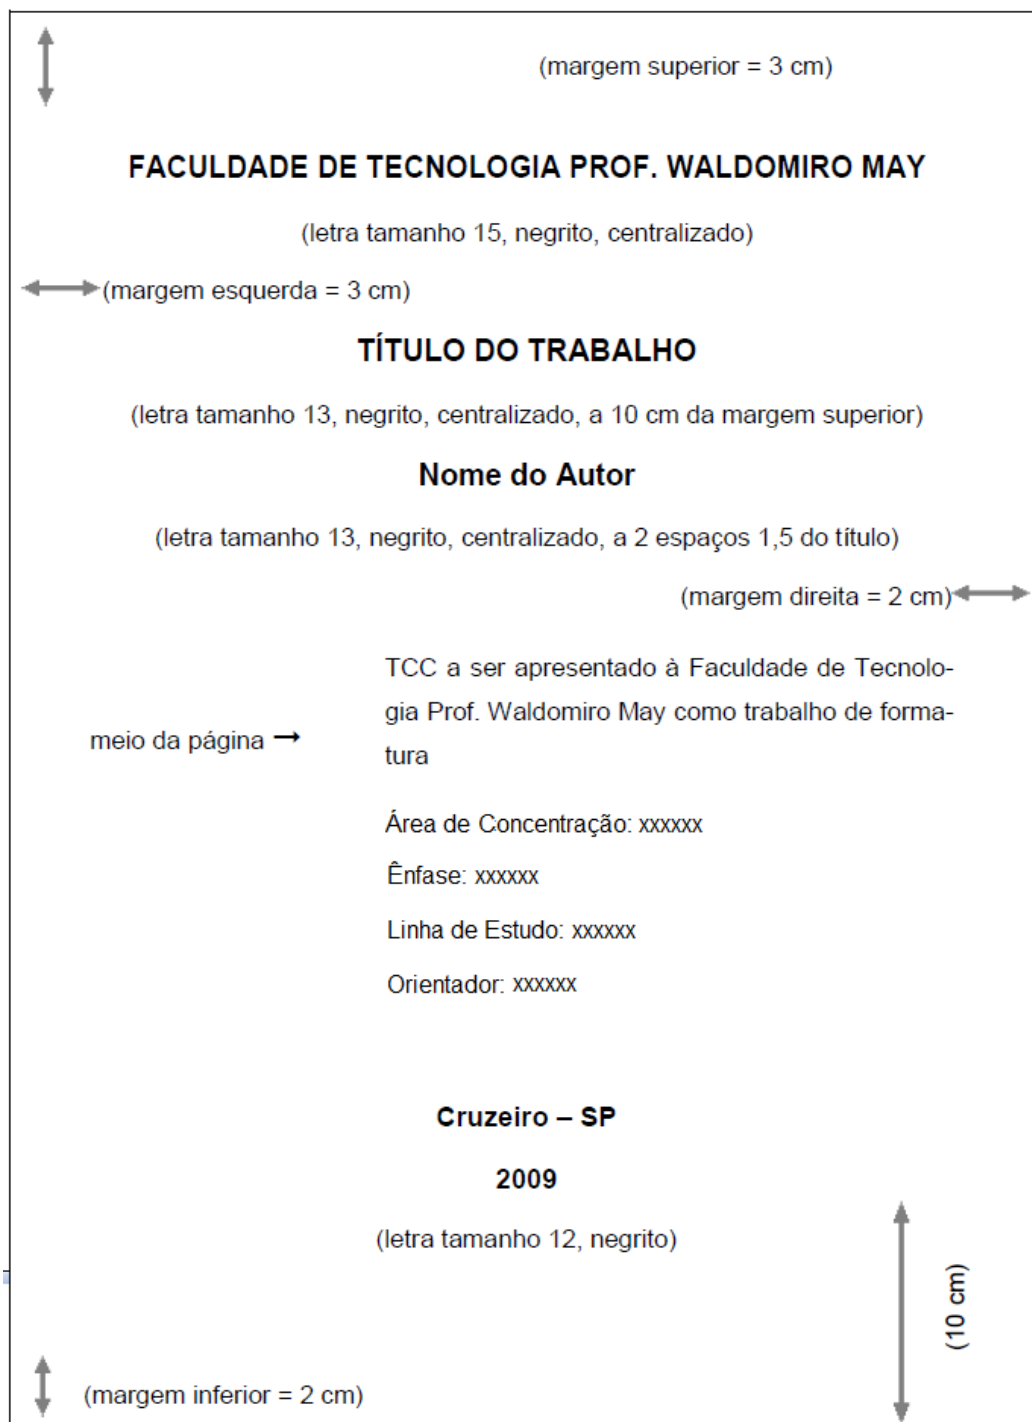 (margem superior = 3 cm)
FACULDADE DE TECNOLOGIA PROF. WALDOMIRO MAY
(letra tamanho 15, negrito, centralizado)
(margem esquerda = 3 cm)
TÍTULO DO TRABALHO
(letra tamanho 13, negrito, centralizado, a 10 cm da margem superior)
Nome do Autor
(letra tamanho 13, negrito, centralizado, a 2 espaços 1,5 do título)
(margem direita = 2 cm)
TCC a ser apresentado à Faculdade de Tecnolo-
gia Prof. Waldomiro May como trabalho de forma-
tura
meio da página →
Área de Concentração: xxxxxx
Ênfase: xxxxxx
Linha de Estudo: xxxxxx
Orientador: xxxxxx
Cruzeiro – SP
2009
(letra tamanho 12, negrito)
(10 cm)
(margem inferior = 2 cm)